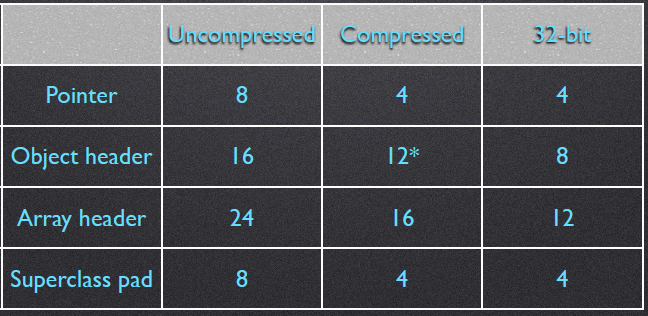 Uncompressed Compressed 32-bit
Pointer 8 4 4
Object header 16 12* 8
Array header 24 16 12
Superclass pad 8 4 4